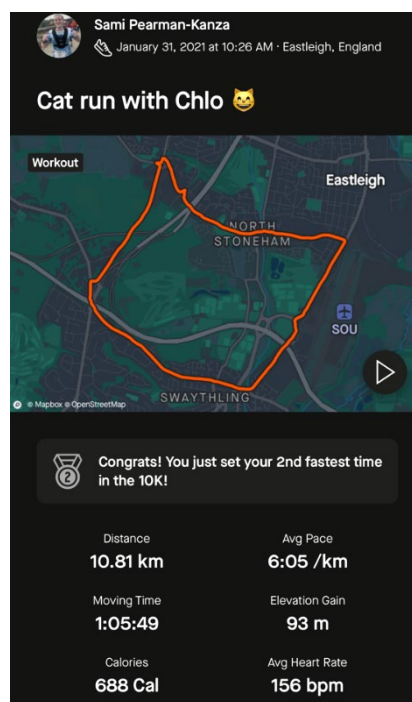 Sami Pearman-Kanza
January 31, 2021 at 10:26 AM · Eastleigh, England
Cat run with Chlo 😺
Workout
Eastleigh
NORTH
STONEHAM
SOU
SWAYTHLING
© Mapbox © OpenStreetMap
2
Congrats! You just set your 2nd fastest time
in the 10K!
Distance
Avg Pace
10.81 km
6:05 /km
Moving Time
Elevation Gain
1:05:49
93 m
Calories
Avg Heart Rate
688 Cal
156 bpm